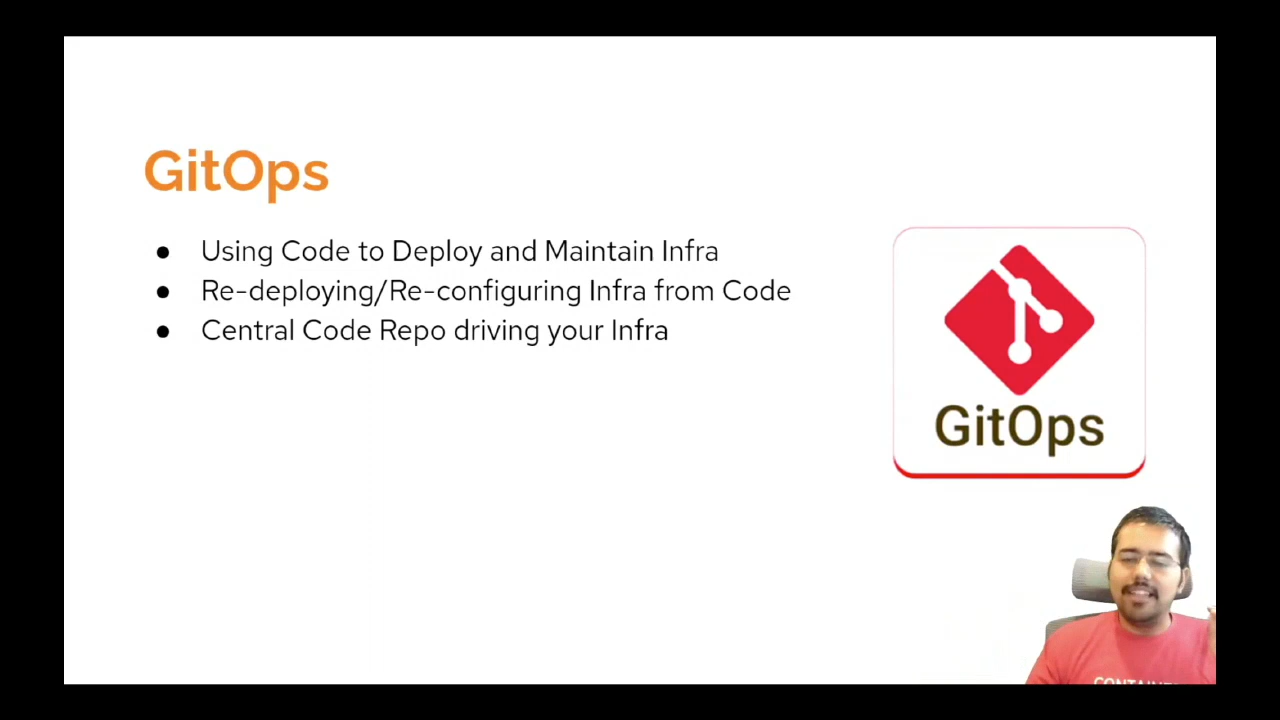 GitOps
● Using Code to Deploy and Maintain Infra
● Re-deploying/Re-configuring Infra from Code
● Central Code Repo driving your Infra
GitOps